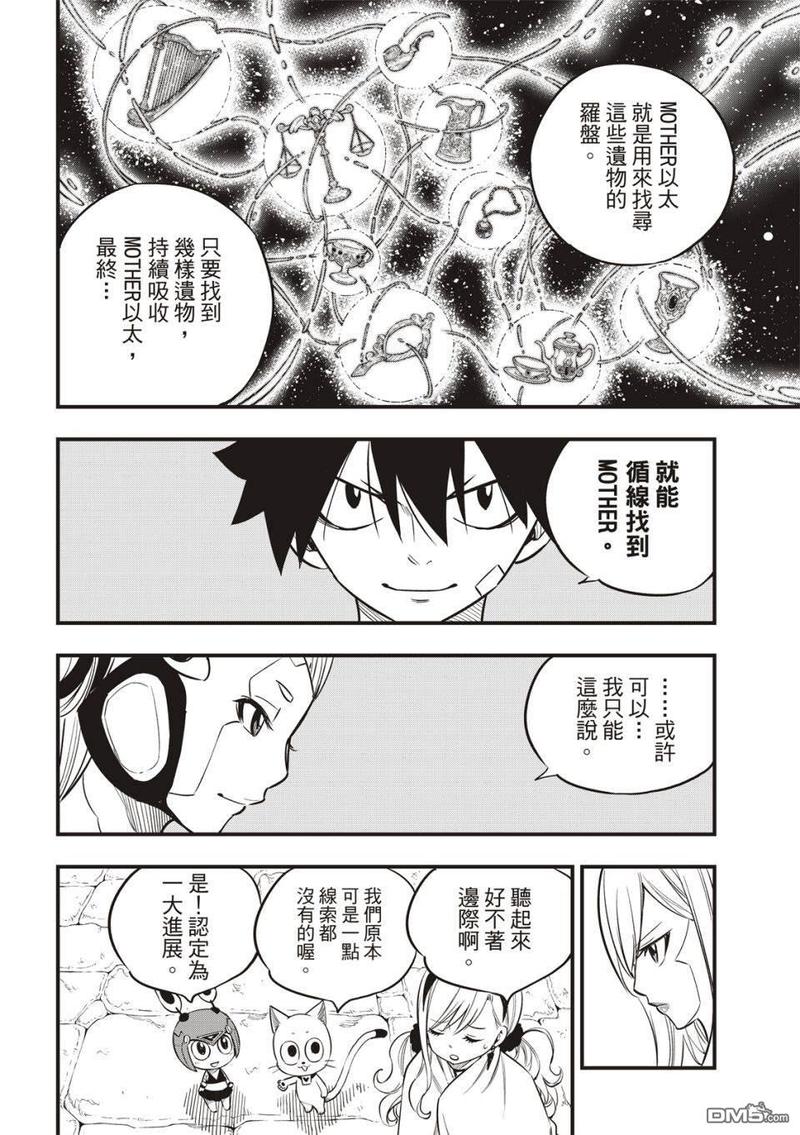 MOTHER以太
就是用來找尋
這些遺物的
羅盤。
只要找到
幾樣遺物，
持續吸收
MOTHER以太，
最終…
就能
循線找到
MOTHER。
……或許
可以…
我只能
這麼說。
聽起來
好不著
邊際啊。
我們原本
可是一點
線索都
沒有的喔。
是！認定為
一大進展。
DM5.com